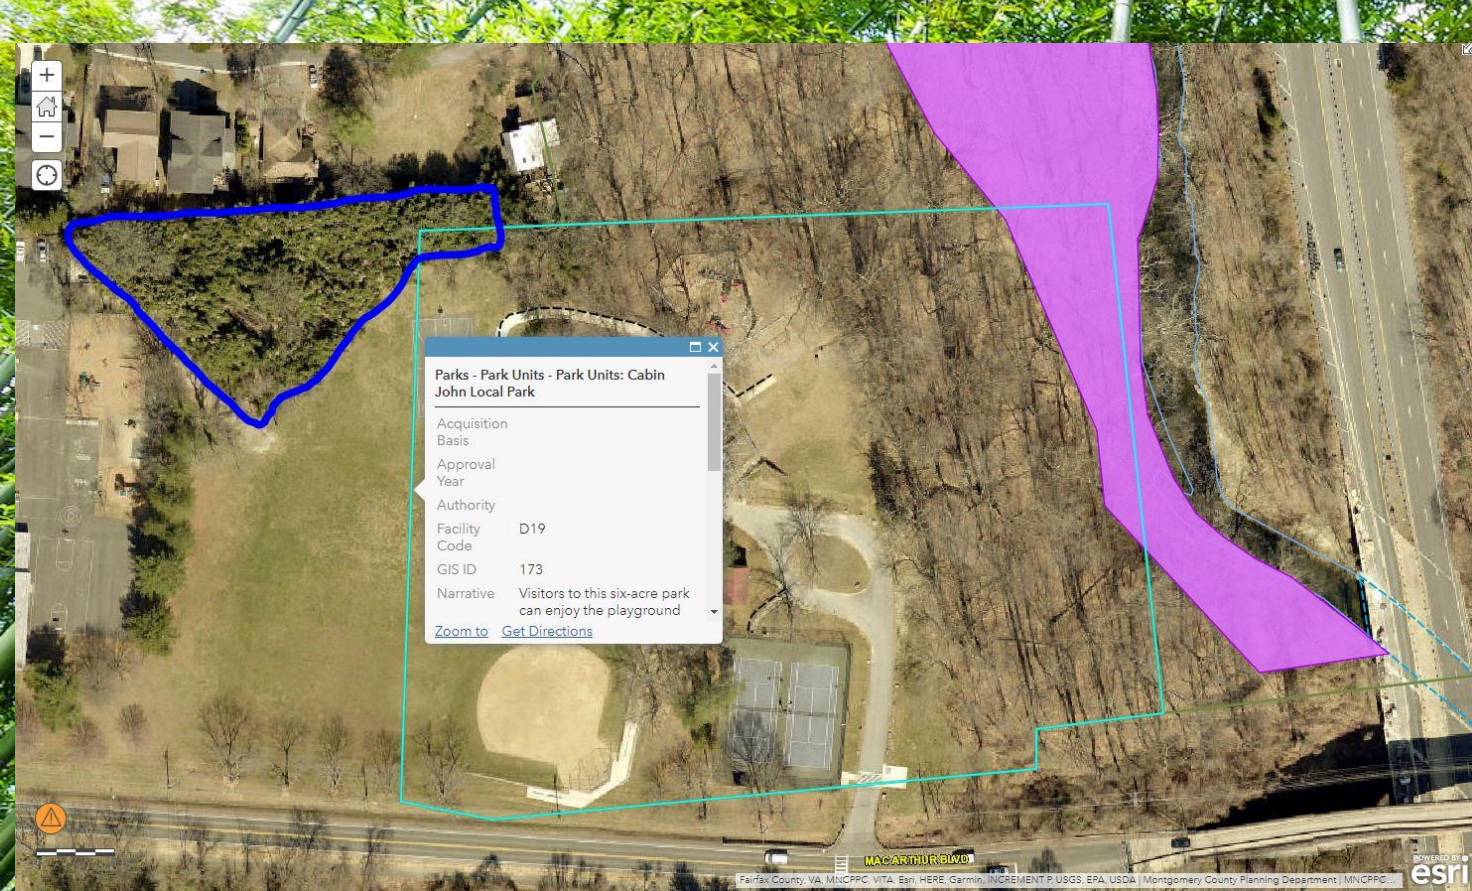 +
−
Parks - Park Units - Park Units: Cabin
John Local Park
Acquisition
Basis
Approval
Year
Authority
Facility D19
Code
GIS ID 173
Narrative Visitors to this six-acre park
can enjoy the playground
Zoom to Get Directions
MACARTHUR BLVD
POWERED BY
esri
Fairfax County, VA, MNCPPC, VITA, Esri, HERE, Garmin, INCREMENT P, USGS, EPA, USDA | Montgomery County Planning Department | MNCPPC...